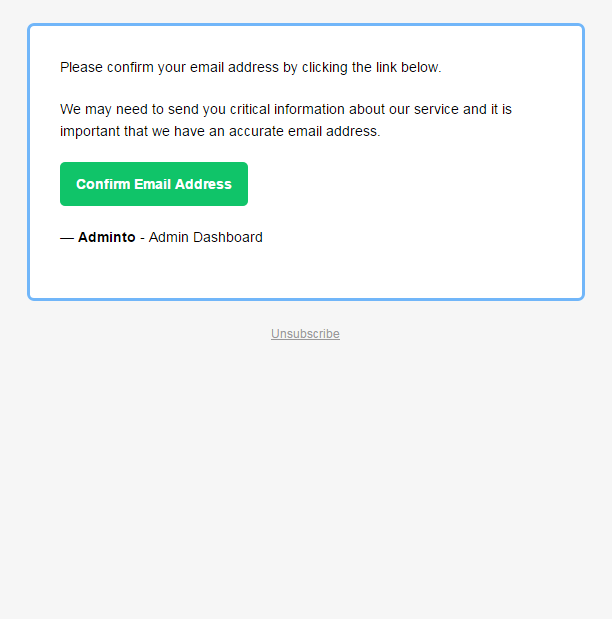 Please confirm your email address by clicking the link below.
We may need to send you critical information about our service and it is
important that we have an accurate email address.
Confirm Email Address
— Adminto - Admin Dashboard
Unsubscribe